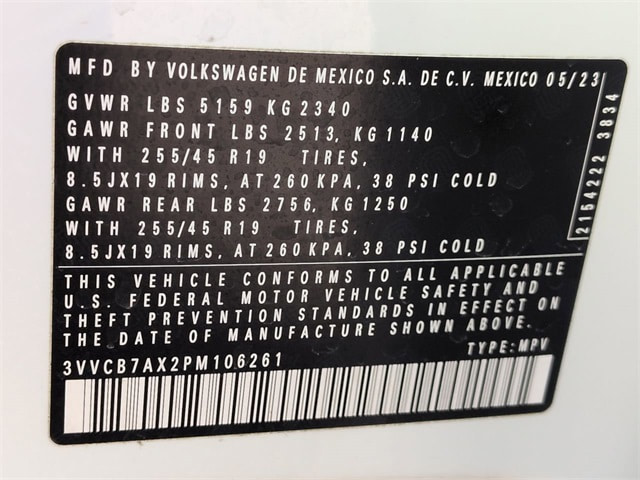 MFD BY VOLKSWAGEN DE MEXICO S.A. DE C.V. MEXICO 05/23
GVWR LBS 5159 KG 2340
GAWR FRONT LBS 2513, KG 1140
WITH 255/45 R19 TIRES,
8.5JX19 RIMS, AT 260 KPA, 38 PSI COLD
GAWR REAR LBS 2756, KG 1250
WITH 255/45 R19 TIRES,
8.5JX19 RIMS, AT 260 KPA, 38 PSI COLD
2154222 3834
THIS VEHICLE CONFORMS TO ALL APPLICABLE
U.S. FEDERAL MOTOR VEHICLE SAFETY AND
THEFT PREVENTION STANDARDS IN EFFECT ON
THE DATE OF MANUFACTURE SHOWN ABOVE.
3VVCB7AX2PM106261 TYPE: MPV